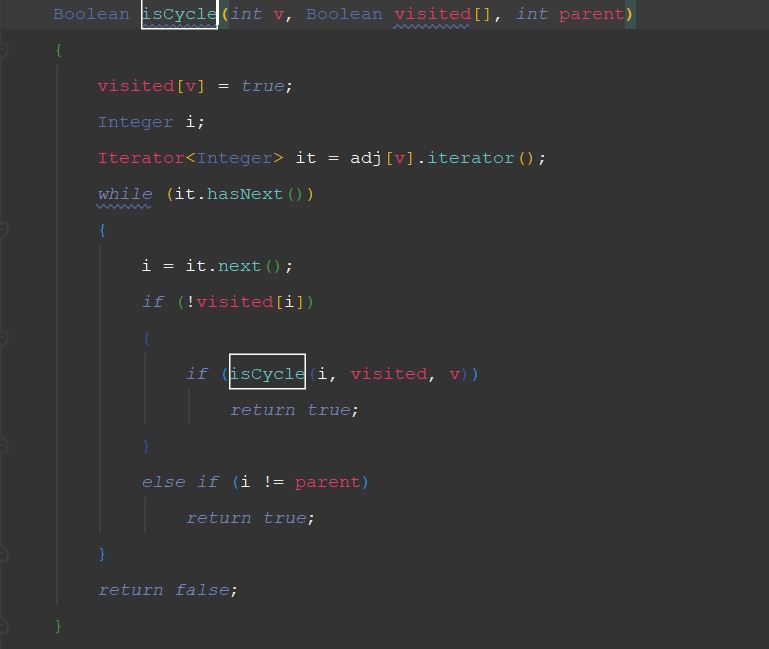 Boolean isCycle(int v, Boolean visited[], int parent)
{
visited[v] = true;
Integer i;
Iterator<Integer> it = adj[v].iterator();
while (it.hasNext())
{
i = it.next();
if (!visited[i])
{
if (isCycle(i, visited, v))
return true;
}
else if (i != parent)
return true;
}
return false;
}